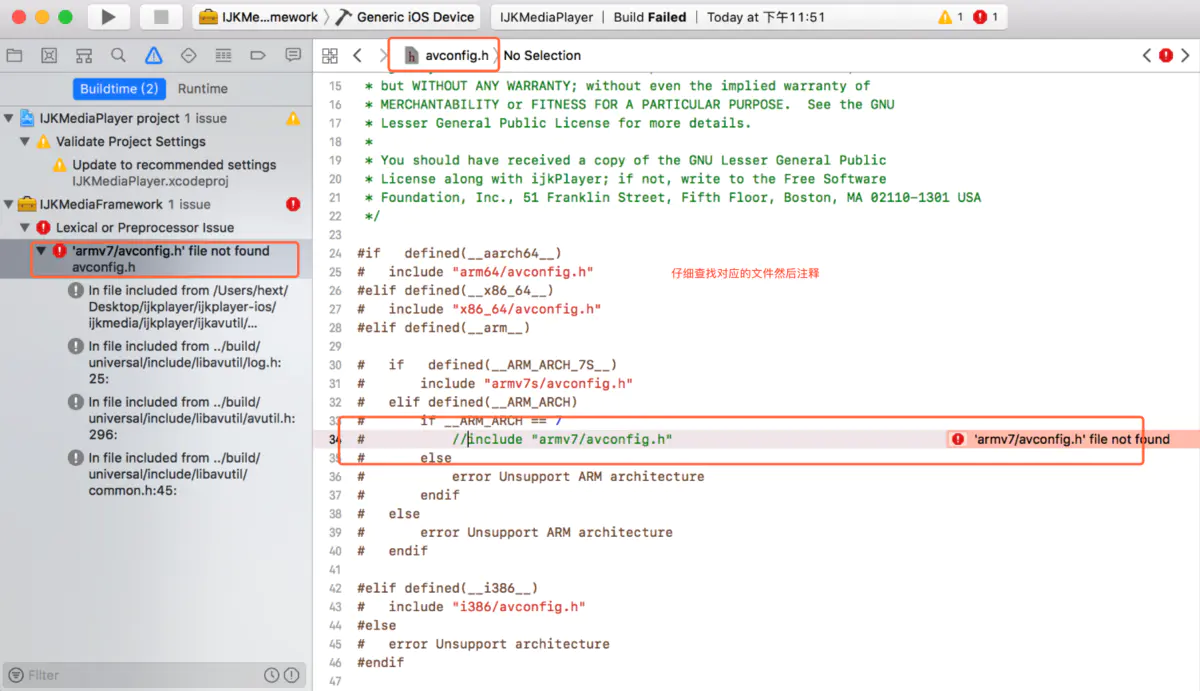 IJKMe...mework
Generic iOS Device
IJKMediaPlayer
Build Failed
Today at 下午11:51
1
1
avconfig.h
No Selection
Buildtime (2)
Runtime
IJKMediaPlayer project 1 issue
Validate Project Settings
Update to recommended settings
IJKMediaPlayer.xcodeproj
IJKMediaFramework 1 issue
Lexical or Preprocessor Issue
'armv7/avconfig.h' file not found
avconfig.h
In file included from /Users/hext/
Desktop/ijkplayer/ijkplayer-ios/
ijkmedia/ijkplayer/ijkavutil/...
In file included from ../build/
universal/include/libavutil/log.h:
25:
In file included from ../build/
universal/include/libavutil/avutil.h:
296:
In file included from ../build/
universal/include/libavutil/
common.h:45:
Filter
15 * but WITHOUT ANY WARRANTY; without even the implied warranty of
16 * MERCHANTABILITY or FITNESS FOR A PARTICULAR PURPOSE.  See the GNU
17 * Lesser General Public License for more details.
18 *
19 * You should have received a copy of the GNU Lesser General Public
20 * License along with ijkPlayer; if not, write to the Free Software
21 * Foundation, Inc., 51 Franklin Street, Fifth Floor, Boston, MA 02110-1301 USA
22 */
23
24 #if   defined(__aarch64__)
25 #   include "arm64/avconfig.h"
仔细查找对应的文件然后注释
26 #elif defined(__x86_64__)
27 #   include "x86_64/avconfig.h"
28 #elif defined(__arm__)
29
30 #   if   defined(__ARM_ARCH_7S__)
31 #       include "armv7s/avconfig.h"
32 #   elif defined(__ARM_ARCH)
33 #       if __ARM_ARCH == 7
34 #           //include "armv7/avconfig.h"
'armv7/avconfig.h' file not found
35 #       else
36 #           error Unsupport ARM architecture
37 #       endif
38 #   else
39 #       error Unsupport ARM architecture
40 #   endif
41
42 #elif defined(__i386__)
43 #   include "i386/avconfig.h"
44 #else
45 #   error Unsupport architecture
46 #endif
47